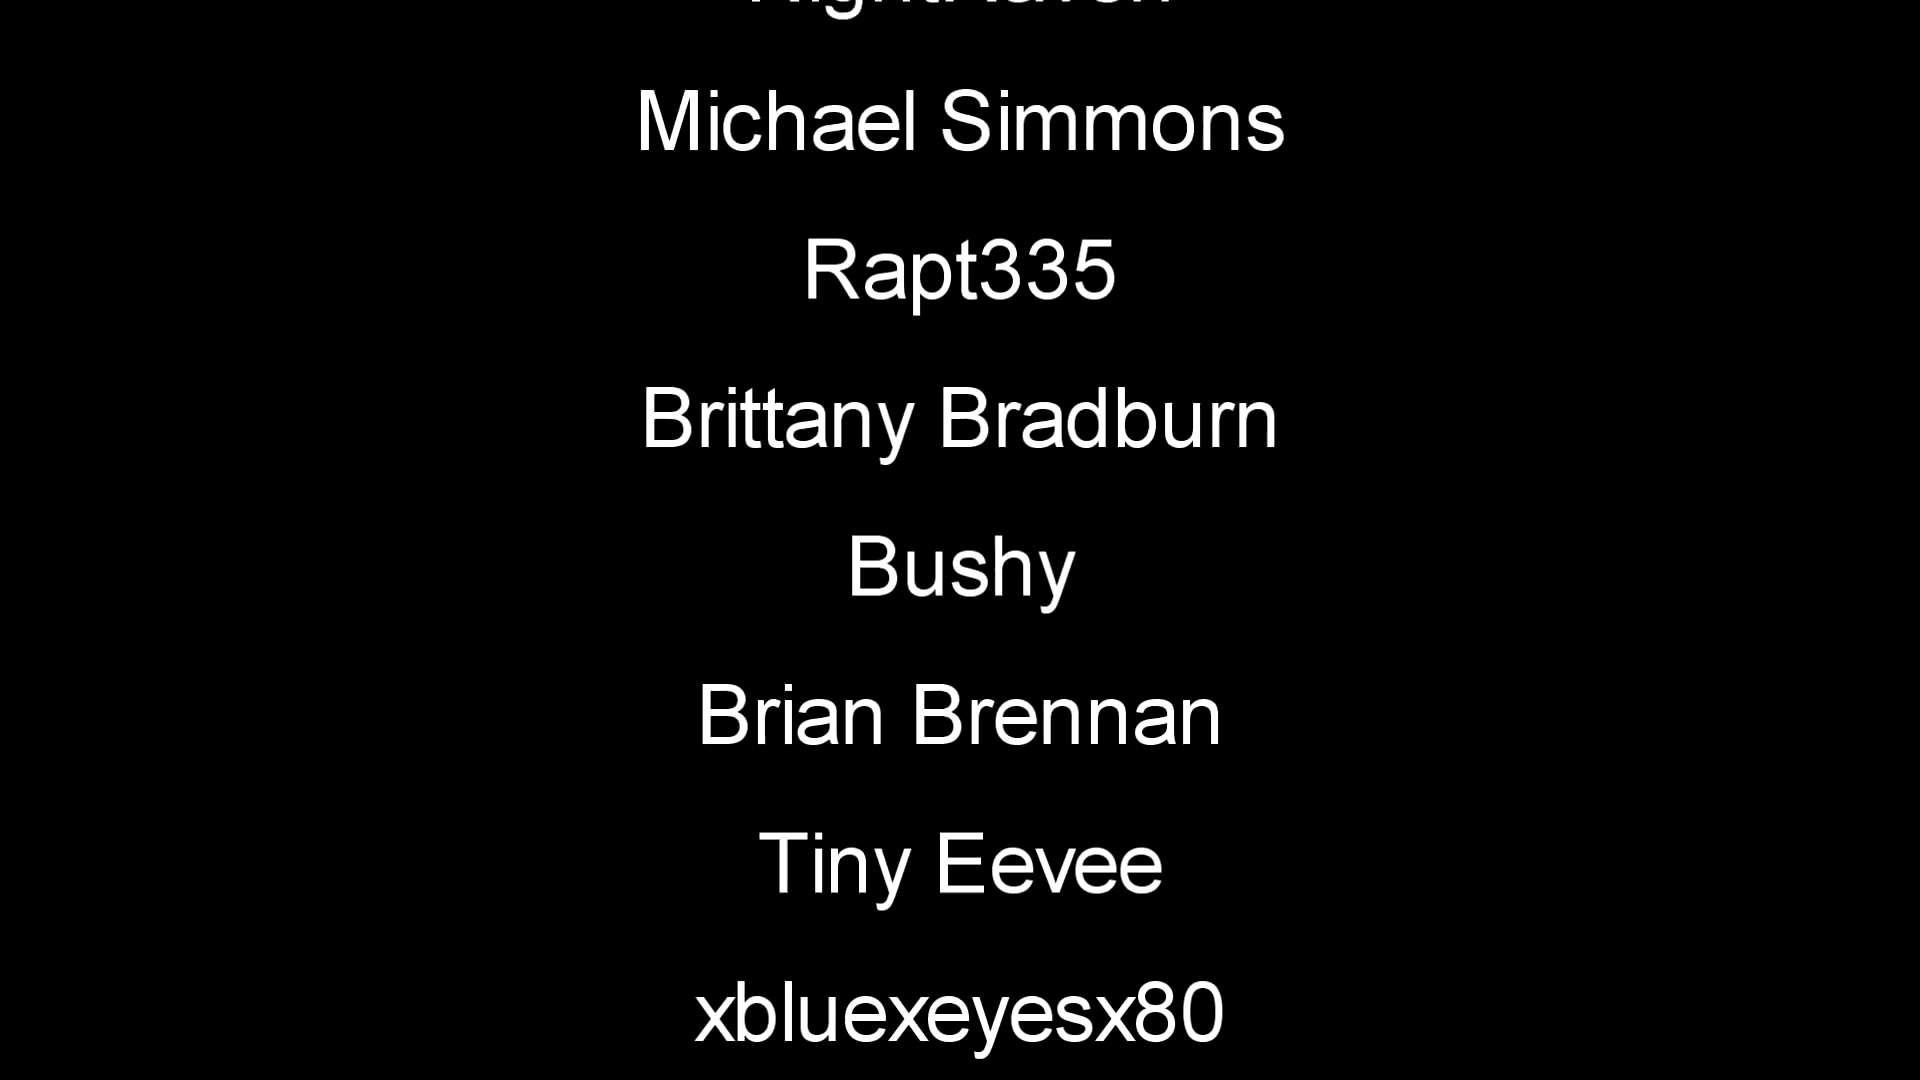 Michael Simmons
Rapt335
Brittany Bradburn
Bushy
Brian Brennan
Tiny Eevee
xbluexeyesx80